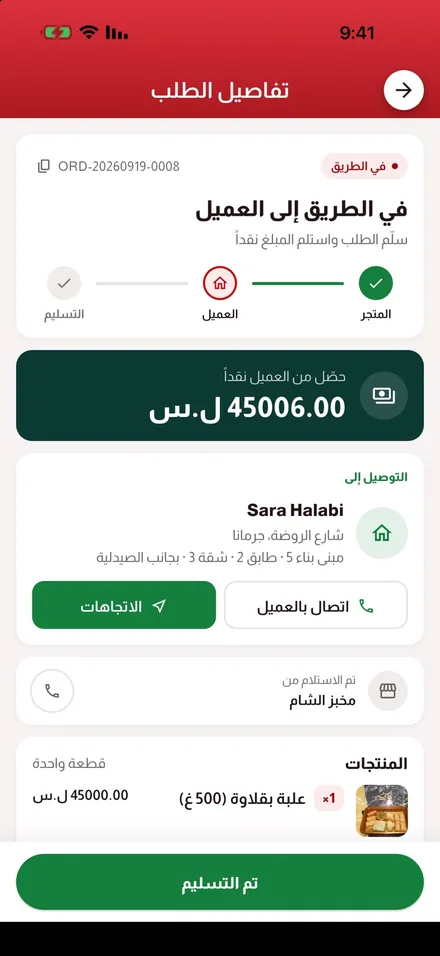 9:41
تفاصيل الطلب
في الطريق
ORD-20260919-0008
في الطريق إلى العميل
سلّم الطلب واستلم المبلغ نقداً
المتجر
العميل
التسليم
حصّل من العميل نقداً
45006.00 ل.س
التوصيل إلى
Sara Halabi
شارع الروضة، جرمانا
مبنى بناء 5 · طابق 2 · شقة 3 · بجانب الصيدلية
اتصال بالعميل
الاتجاهات
تم الاستلام من
مخبز الشام
المنتجات
قطعة واحدة
×1
علبة بقلاوة (500 غ)
45000.00 ل.س
تم التسليم